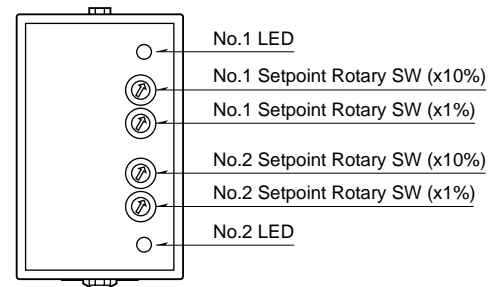 No.1 LED
No.1 Setpoint Rotary SW (x10%)
No.1 Setpoint Rotary SW (x1%)
No.2 Setpoint Rotary SW (x10%)
No.2 Setpoint Rotary SW (x1%)
No.2 LED